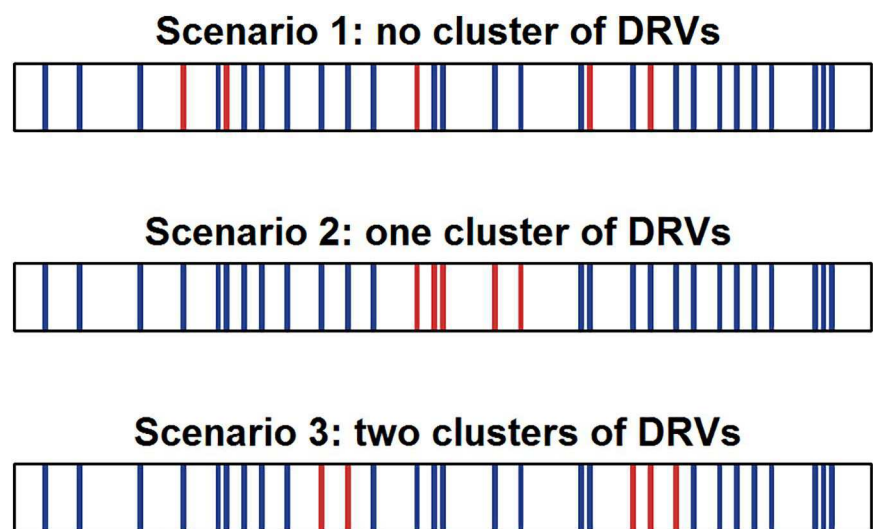 Scenario 1: no cluster of DRVs
Scenario 2: one cluster of DRVs
Scenario 3: two clusters of DRVs